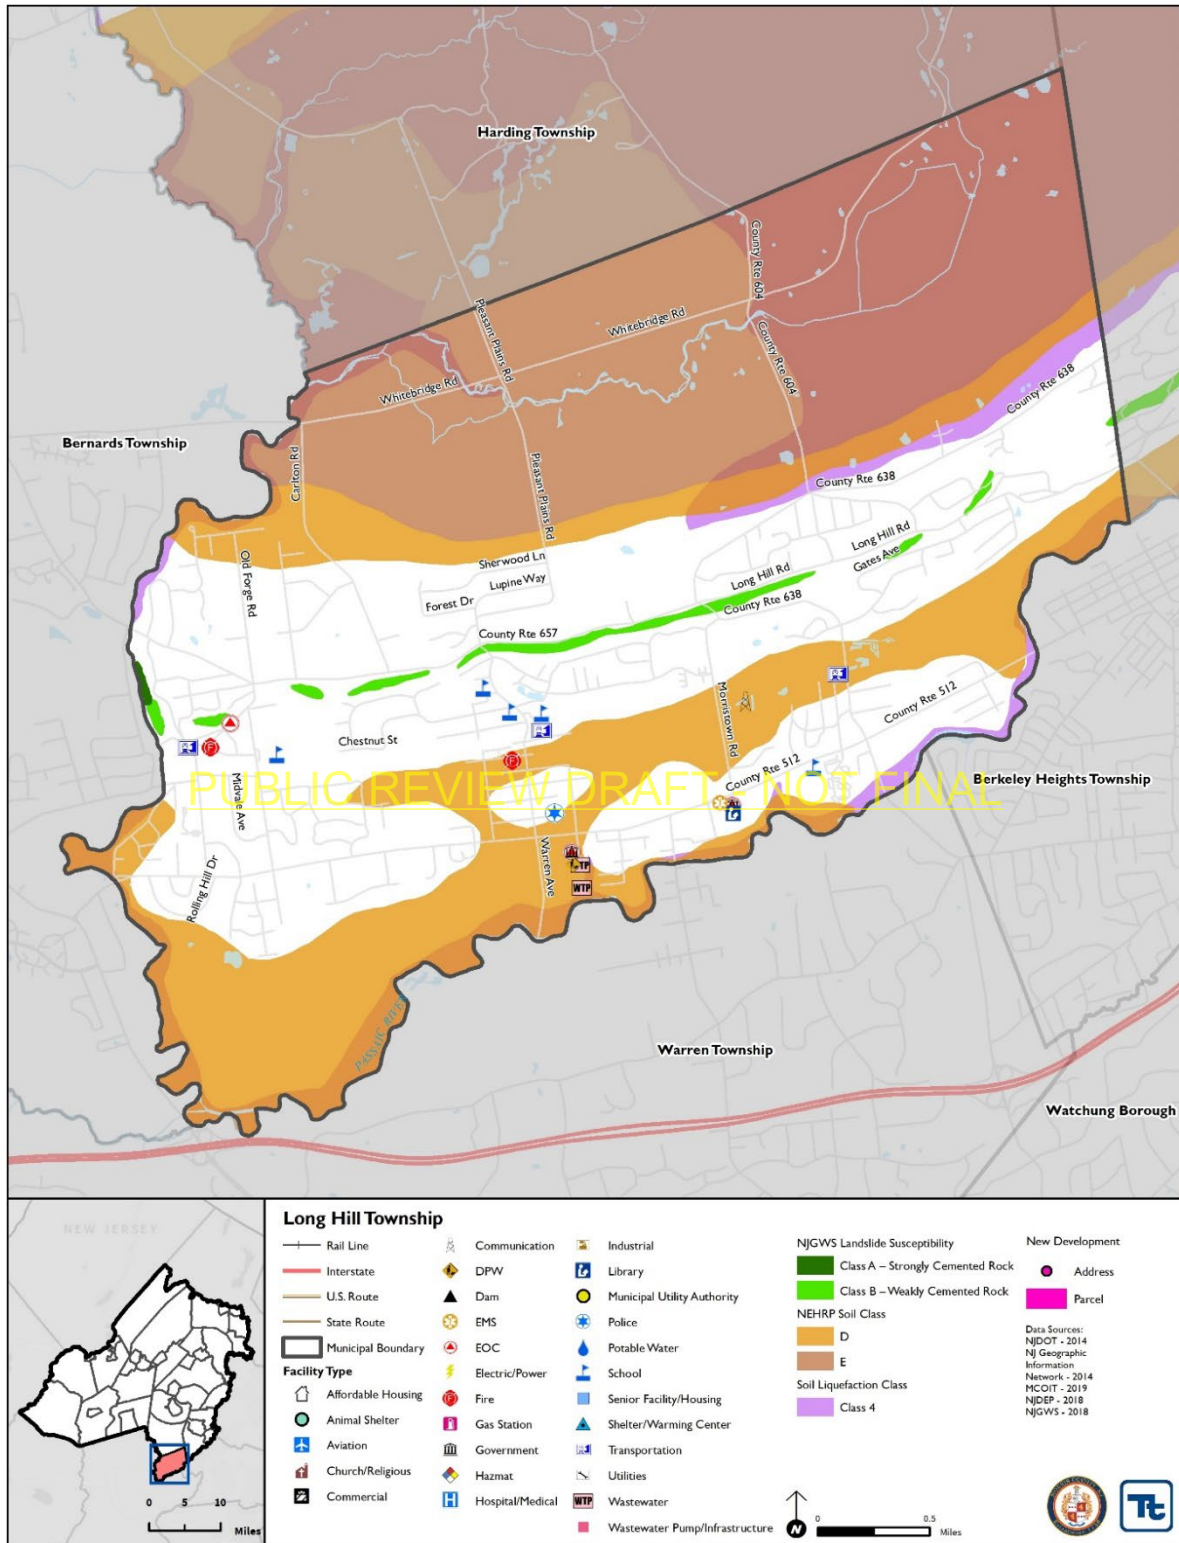 Harding Township
County Rte 604
Pleasant Plains Rd
Whitebridge Rd
County Rte 604
Whitebridge Rd
County Rte 638
Bernards Township
Carlton Rd
Pleasant Plains Rd
County Rte 638
Old Forge Rd
Sherwood Ln
Lupine Way
Forest Dr
Long Hill Rd
Gates Ave
Long Hill Rd
County Rte 638
County Rte 657
Morristown Rd
County Rte 512
Chestnut St
Midvale Ave
County Rte 512
Berkeley Heights Township
PUBLIC REVIEW DRAFT - NOT FINAL
Warren Ave
TP
WTP
Rolling Hill Dr
PASSAIC RIVER
Warren Township
Watchung Borough
NEW JERSEY
0 5 10
Miles
Long Hill Township
Rail Line
Interstate
U.S. Route
State Route
Municipal Boundary
Facility Type
Affordable Housing
Animal Shelter
Aviation
Church/Religious
Commercial
Communication
DPW
Dam
EMS
EOC
Electric/Power
Fire
Gas Station
Government
Hazmat
Hospital/Medical
Industrial
Library
Municipal Utility Authority
Police
Potable Water
School
Senior Facility/Housing
Shelter/Warming Center
Transportation
Utilities
WTP Wastewater
Wastewater Pump/Infrastructure
NJGWS Landslide Susceptibility
Class A – Strongly Cemented Rock
Class B – Weakly Cemented Rock
NEHRP Soil Class
D
E
Soil Liquefaction Class
Class 4
New Development
Address
Parcel
Data Sources:
NJDOT - 2014
NJ Geographic
Information
Network - 2014
MCOIT - 2019
NJDEP - 2018
NJGWS - 2018
N
0 0.5
Miles
Tt